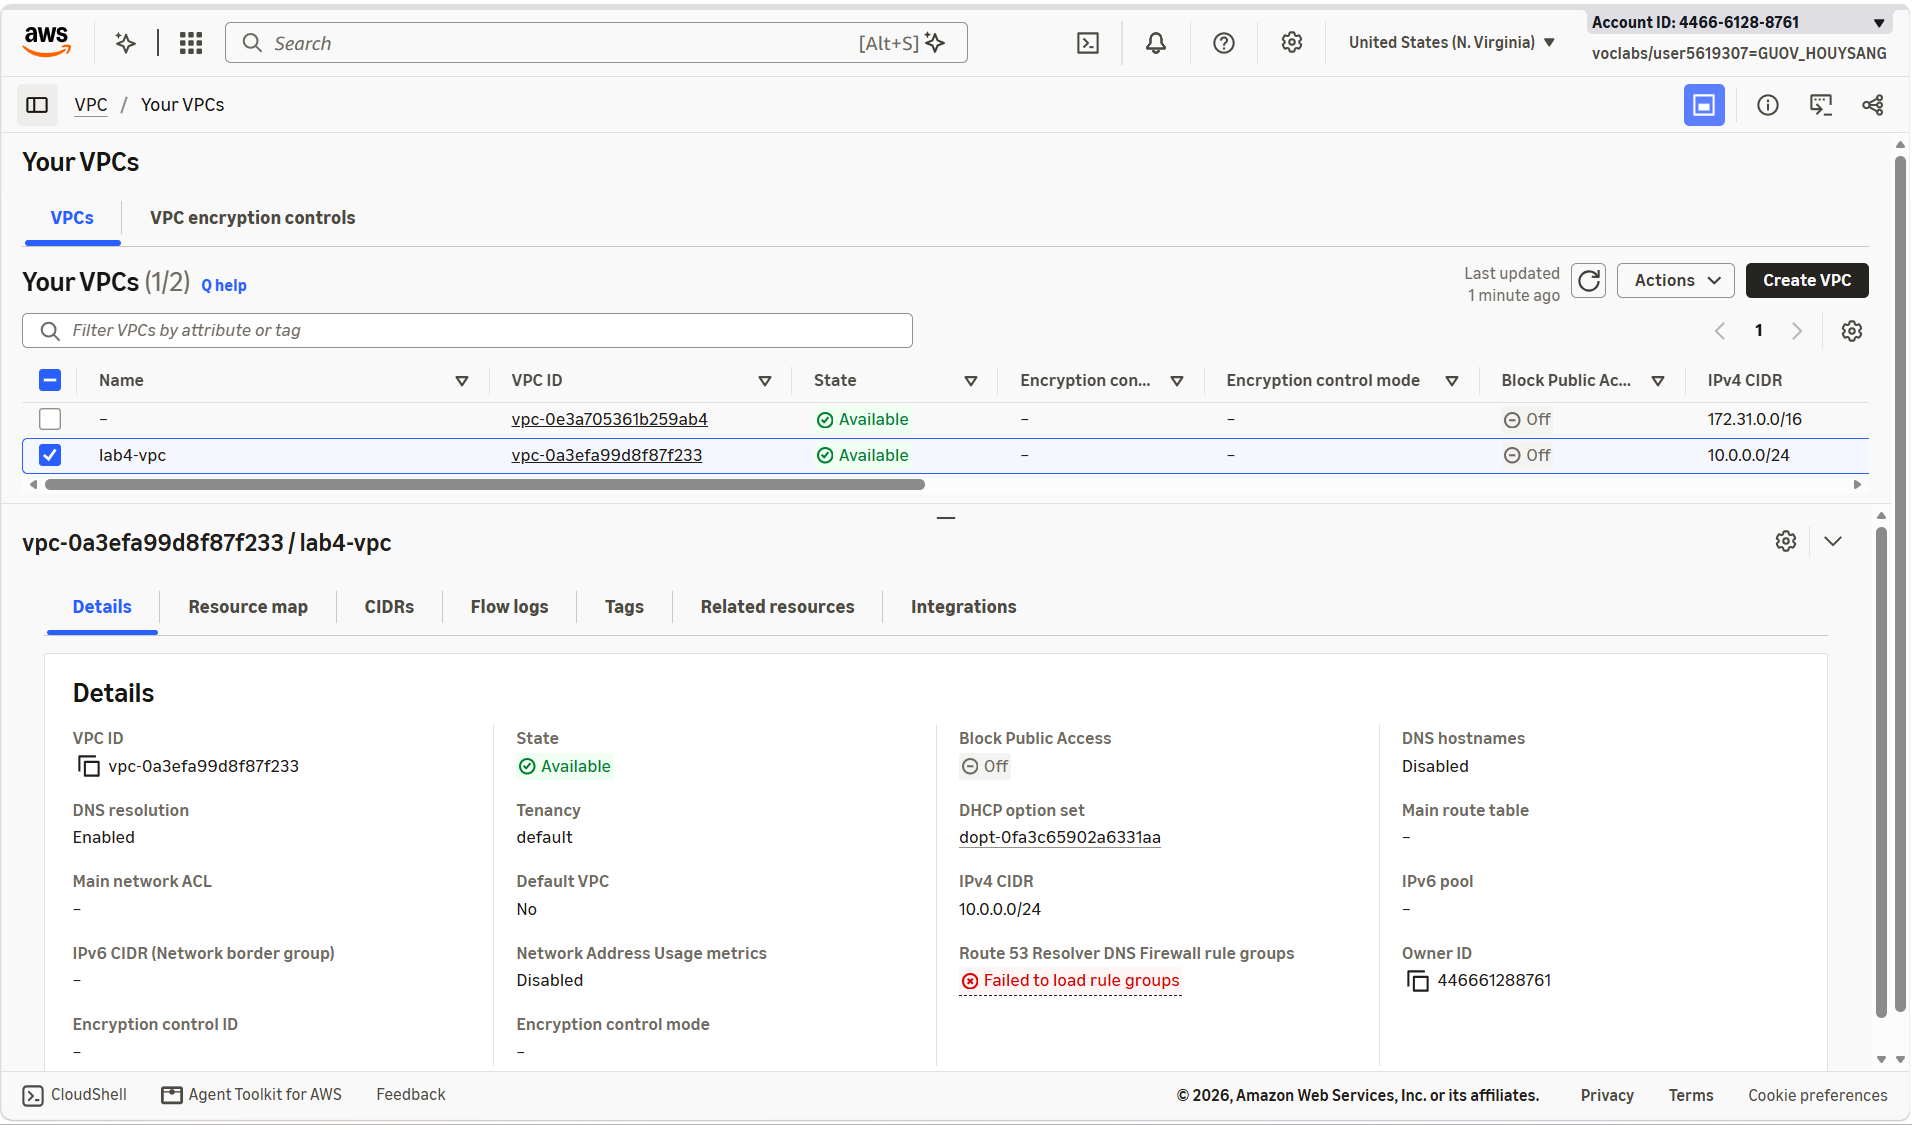 aws
Search
[Alt+S]
United States (N. Virginia)
Account ID: 4466-6128-8761
voclabs/user5619307=GUOV_HOUYSANG
VPC / Your VPCs
Your VPCs
VPCs
VPC encryption controls
Your VPCs (1/2) Q help
Last updated
1 minute ago
Actions
Create VPC
Filter VPCs by attribute or tag
1
Name VPC ID State Encryption con... Encryption control mode Block Public Ac... IPv4 CIDR
– vpc-0e3a705361b259ab4 Available – – Off 172.31.0.0/16
lab4-vpc vpc-0a3efa99d8f87f233 Available – – Off 10.0.0.0/24
vpc-0a3efa99d8f87f233 / lab4-vpc
Details Resource map CIDRs Flow logs Tags Related resources Integrations
Details
VPC ID
vpc-0a3efa99d8f87f233
State
Available
Block Public Access
Off
DNS hostnames
Disabled
DNS resolution
Enabled
Tenancy
default
DHCP option set
dopt-0fa3c65902a6331aa
Main route table
–
Main network ACL
–
Default VPC
No
IPv4 CIDR
10.0.0.0/24
IPv6 pool
–
IPv6 CIDR (Network border group)
–
Network Address Usage metrics
Disabled
Route 53 Resolver DNS Firewall rule groups
Failed to load rule groups
Owner ID
446661288761
Encryption control ID
–
Encryption control mode
–
CloudShell Agent Toolkit for AWS Feedback © 2026, Amazon Web Services, Inc. or its affiliates. Privacy Terms Cookie preferences